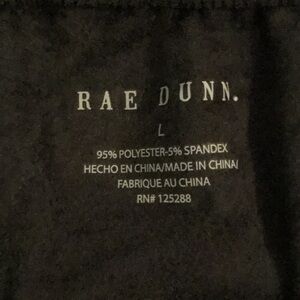 RAE DUNN.
L
95% POLYESTER-5% SPANDEX
HECHO EN CHINA/MADE IN CHINA/
FABRIQUE AU CHINA
RN# 125288